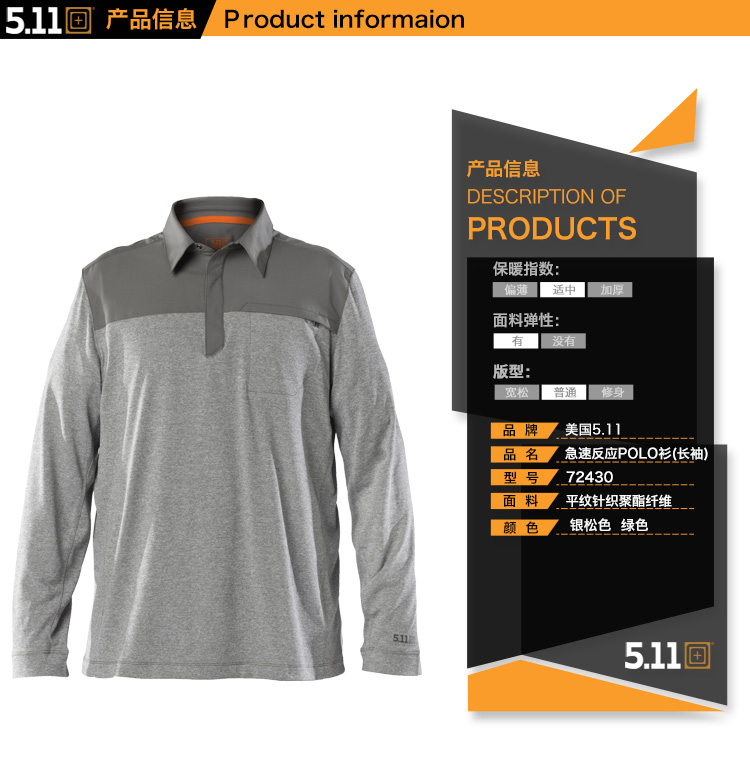 5.11 产品信息 Product informaion
产品信息
DESCRIPTION OF
PRODUCTS
保暖指数:
偏薄 适中 加厚
面料弹性:
有 没有
版型:
宽松 普通 修身
品 牌 美国5.11
品 名 急速反应POLO衫(长袖)
型 号 72430
面 料 平纹针织聚酯纤维
颜 色 银松色 绿色
5.11
5.11